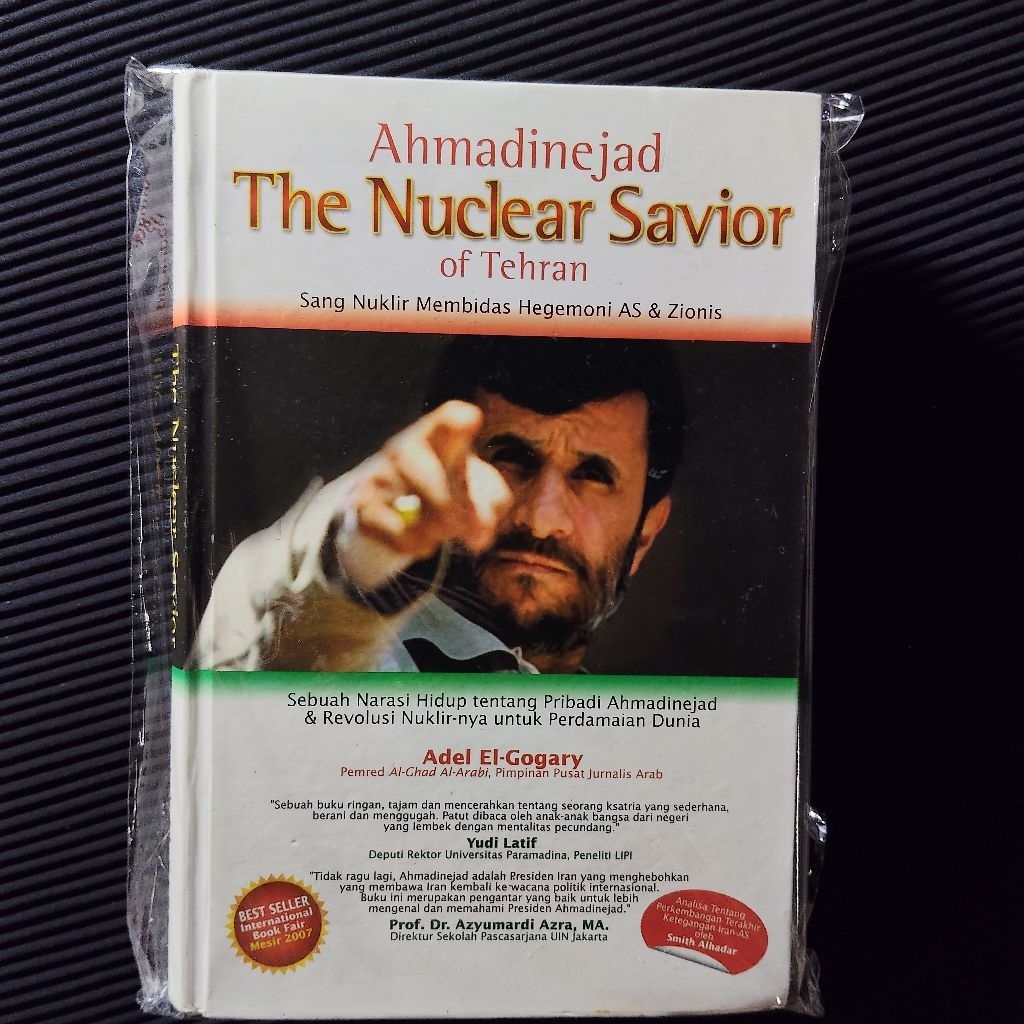 Ahmadinejad
The Nuclear Savior
of Tehran
Sang Nuklir Membidas Hegemoni AS & Zionis
The Nuclear Savior
Sebuah Narasi Hidup tentang Pribadi Ahmadinejad
& Revolusi Nuklir-nya untuk Perdamaian Dunia
Adel El-Gogary
Pemred Al-Ghad Al-Arabi, Pimpinan Pusat Jurnalis Arab
"Sebuah buku ringan, tajam dan mencerahkan tentang seorang ksatria yang sederhana,
berani dan menggugah. Patut dibaca oleh anak-anak bangsa dari negeri
yang lembek dengan mentalitas pecundang."
Yudi Latif
Deputi Rektor Universitas Paramadina, Peneliti LIPI
"Tidak ragu lagi, Ahmadinejad adalah Presiden Iran yang menghebohkan
yang membawa Iran kembali ke wacana politik internasional.
Buku ini merupakan pengantar yang baik untuk lebih
mengenal dan memahami Presiden Ahmadinejad."
Prof. Dr. Azyumardi Azra, MA.
Direktur Sekolah Pascasarjana UIN Jakarta
BEST SELLER
International
Book Fair
Mesir 2007
Analisa Tentang
Perkembangan Terakhir
Ketegangan Iran-AS
oleh
Smith Alhadar